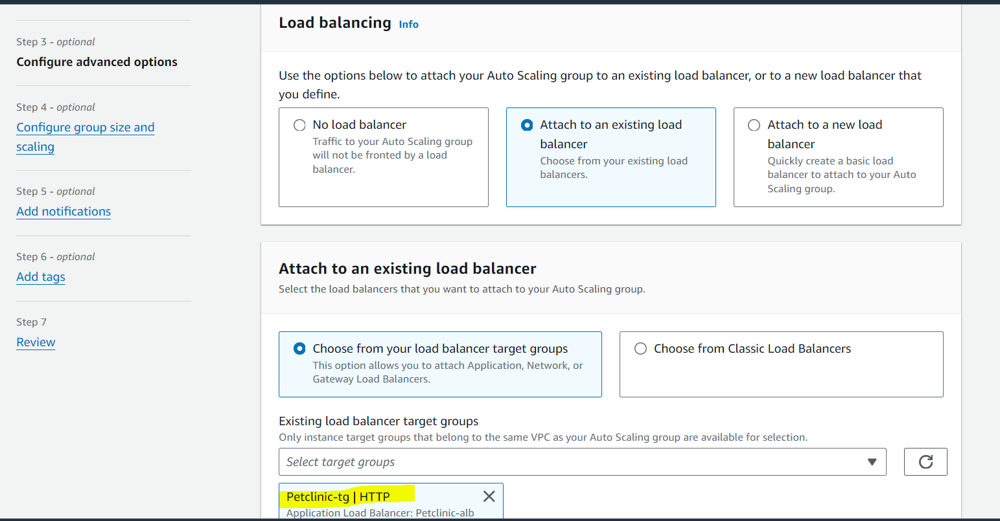 Step 3 - optional
Configure advanced options
Step 4 - optional
Configure group size and
scaling
Step 5 - optional
Add notifications
Step 6 - optional
Add tags
Step 7
Review
Load balancing Info
Use the options below to attach your Auto Scaling group to an existing load balancer, or to a new load balancer that
you define.
No load balancer
Traffic to your Auto Scaling group
will not be fronted by a load
balancer.
Attach to an existing load
balancer
Choose from your existing load
balancers.
Attach to a new load
balancer
Quickly create a basic load
balancer to attach to your Auto
Scaling group.
Attach to an existing load balancer
Select the load balancers that you want to attach to your Auto Scaling group.
Choose from your load balancer target groups
This option allows you to attach Application, Network, or
Gateway Load Balancers.
Choose from Classic Load Balancers
Existing load balancer target groups
Only instance target groups that belong to the same VPC as your Auto Scaling group are available for selection.
Select target groups
Petclinic-tg | HTTP
Application Load Balancer: Petclinic-alb